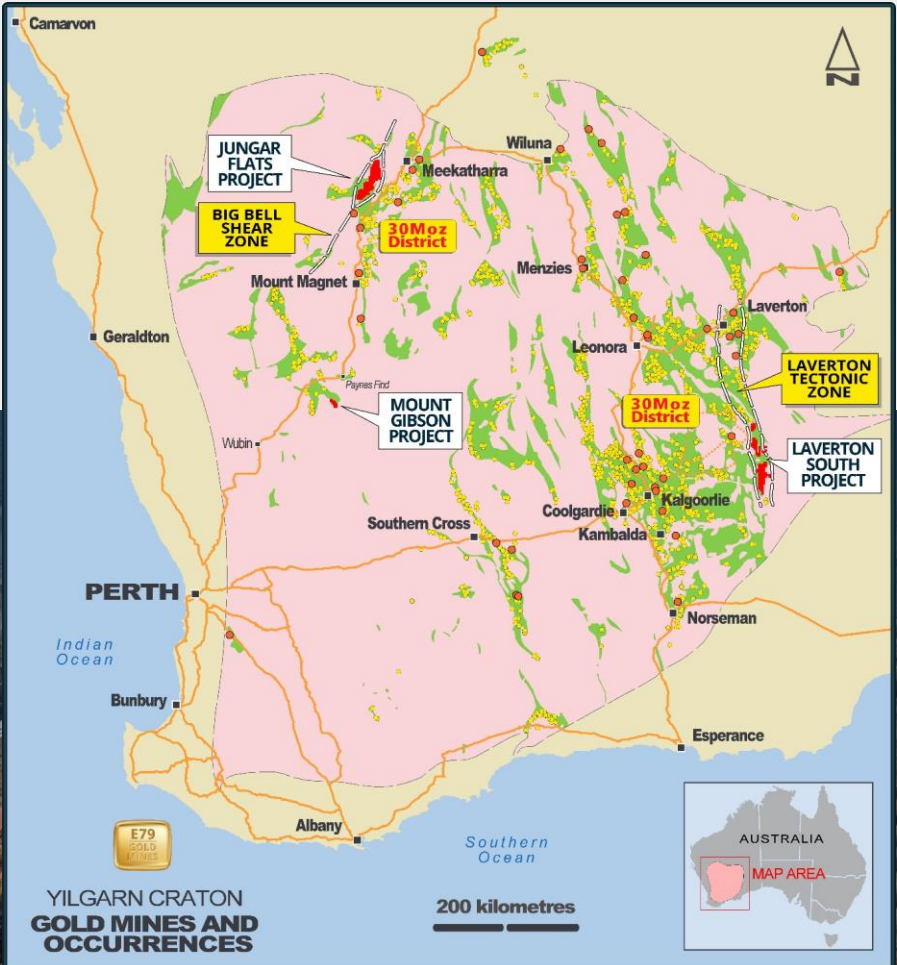 Camarvon
N
JUNGAR
FLATS
PROJECT
Wiluna
Meekatharra
BIG BELL
SHEAR
ZONE
30Moz
District
Menzies
Mount Magnet
Laverton
Geraldton
Leonora
LAVERTON
TECTONIC
ZONE
Paynes Find
MOUNT
GIBSON
PROJECT
30Moz
District
Wubin
LAVERTON
SOUTH
PROJECT
Kalgoorlie
Coolgardie
Southern Cross
Kambalda
PERTH
Norseman
Indian
Ocean
Bunbury
Esperance
Albany
Southern
Ocean
AUSTRALIA
MAP AREA
E79
GOLD
MINES
YILGARN CRATON
GOLD MINES AND
OCCURRENCES
200 kilometres